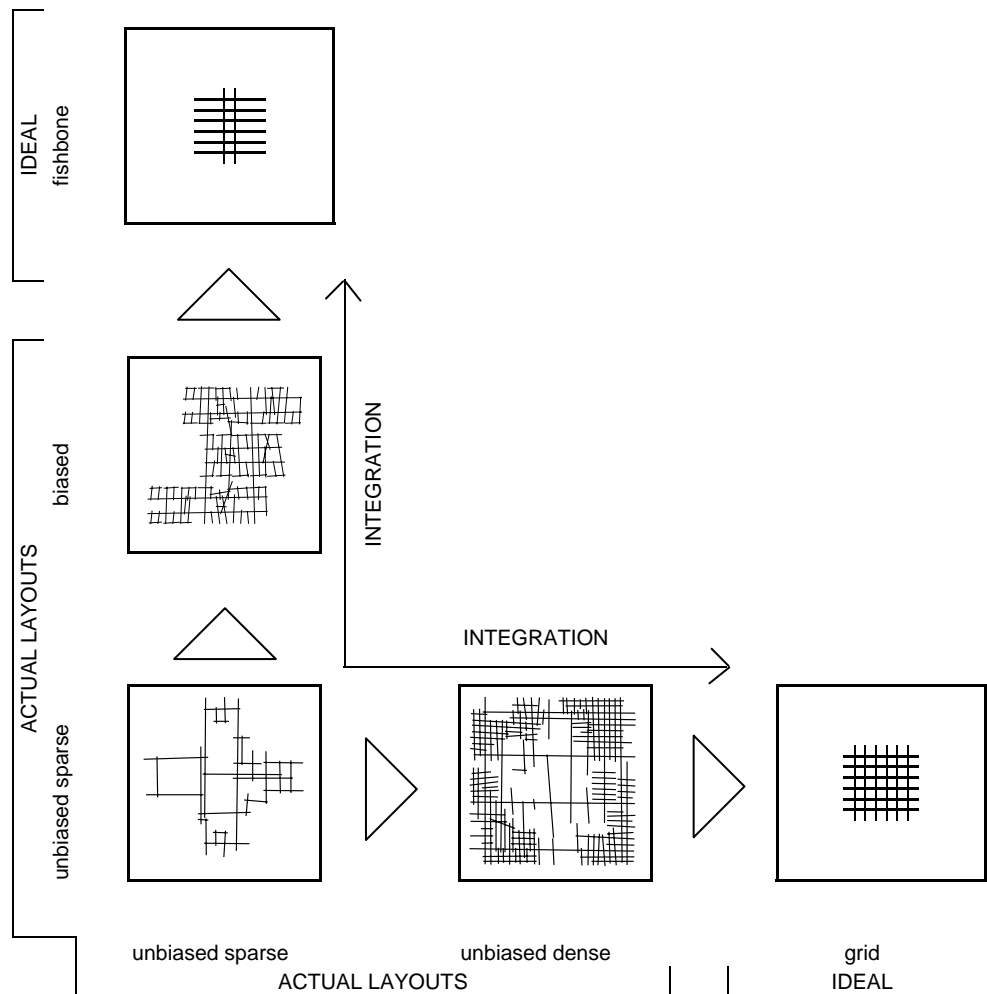 IDEAL
fishbone
ACTUAL LAYOUTS
biased
unbiased sparse
INTEGRATION
INTEGRATION
unbiased sparse
unbiased dense
grid
ACTUAL LAYOUTS
IDEAL